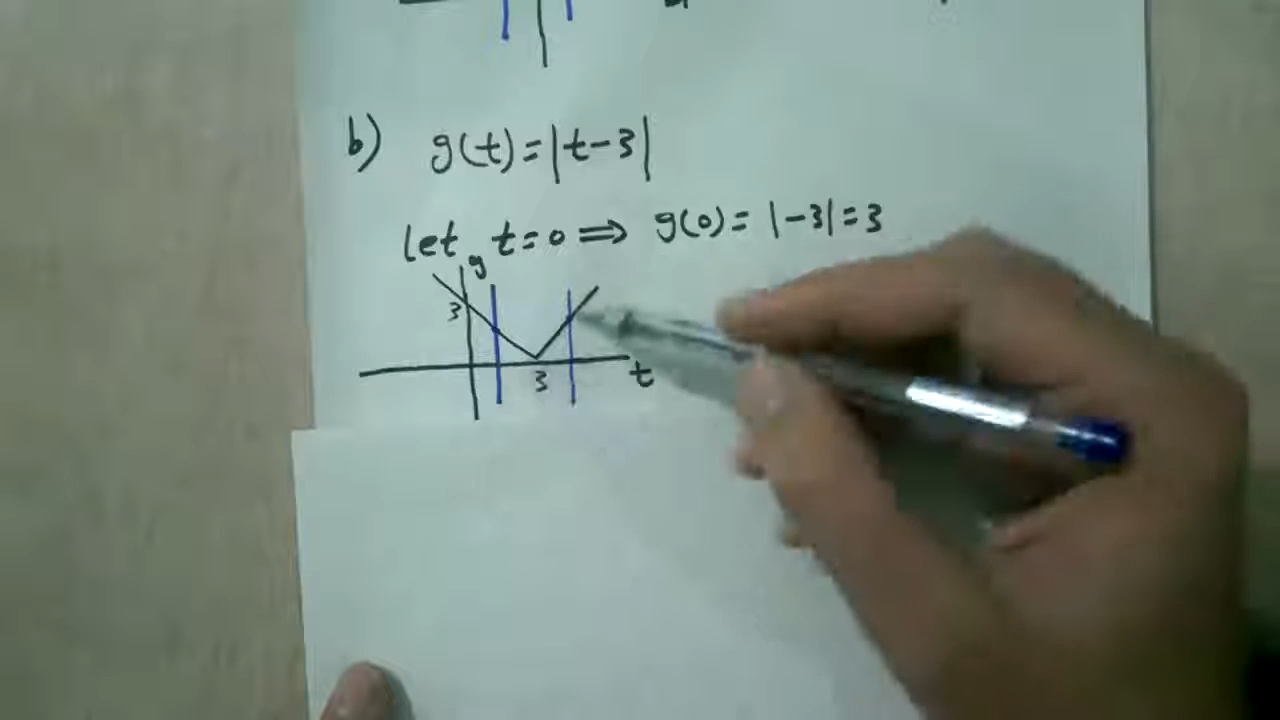 b) g(t)=|t-3|
let t=0 ⟹ g(0)= |-3|=3
g
3
3
t